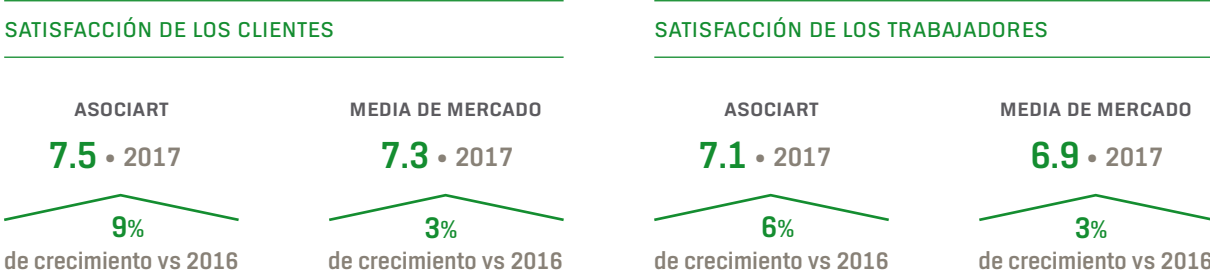 SATISFACCIÓN DE LOS CLIENTES
ASOCIART
7.5 • 2017
9%
de crecimiento vs 2016
MEDIA DE MERCADO
7.3 • 2017
3%
de crecimiento vs 2016
SATISFACCIÓN DE LOS TRABAJADORES
ASOCIART
7.1 • 2017
6%
de crecimiento vs 2016
MEDIA DE MERCADO
6.9 • 2017
3%
de crecimiento vs 2016